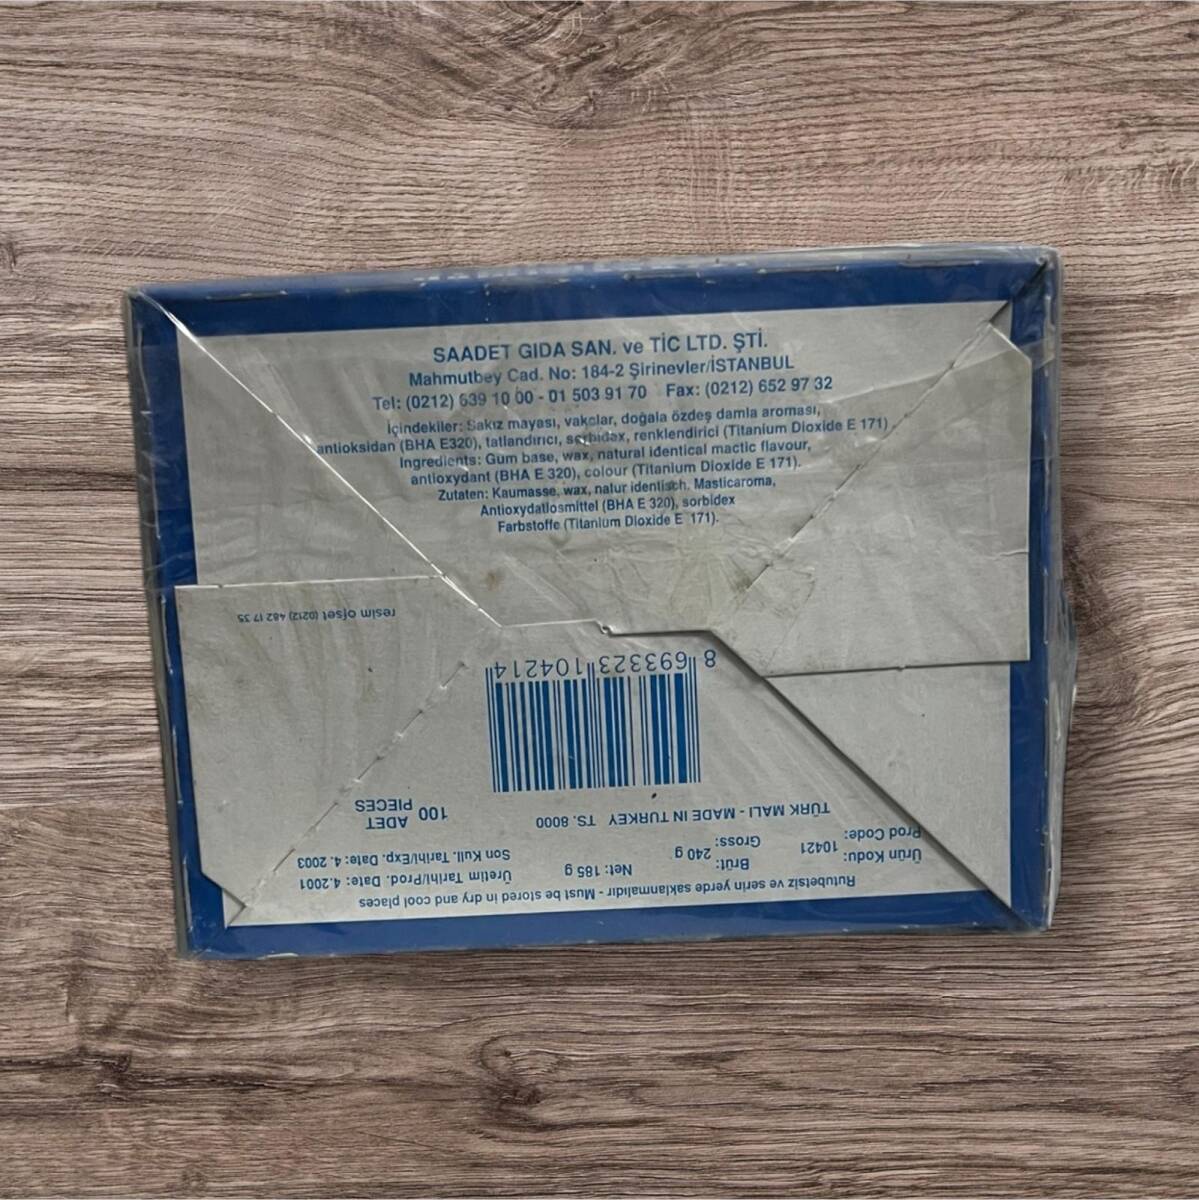 SAADET GIDA SAN. ve TİC LTD. ŞTİ.
Mahmutbey Cad. No: 184-2 Şirinevler/İSTANBUL
Tel: (0212) 639 10 00 - 01 503 91 70 Fax: (0212) 652 97 32
İçindekiler: Sakız mayası, vakslar, doğala özdeş damla aroması,
antioksidan (BHA E320), tatlandırıcı, sorbidex, renklendirici (Titanium Dioxide E 171).
Ingredients: Gum base, wax, natural identical mactic flavour,
antioxydant (BHA E 320), colour (Titanium Dioxide E 171).
Zutaten: Kaumasse, wax, natur identisch. Masticaroma,
Antioxydatlosmittel (BHA E 320), sorbidex
Farbstoffe (Titanium Dloxide E 171).
resim ofset (0212) 482 17 35
Rutubetsiz ve serin yerde saklanmalıdır - Must be stored in dry and cool places
Ürün Kodu: 10421 Brüt: 240 g Net: 185 g Üretim Tarihi/Prod. Date: 4.2001
Prod Code: Gross: Son Kull. Tarihi/Exp. Date: 4.2003
TÜRK MALI - MADE IN TURKEY TS. 8000
100 ADET
PIECES
8 693323 104214